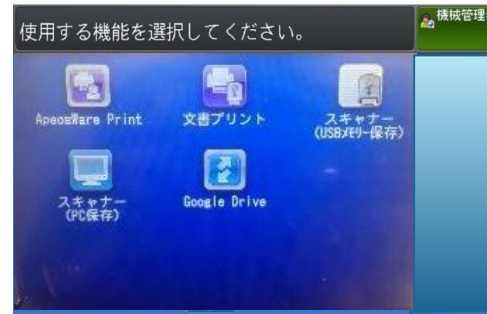 使用する機能を選択してください。
機械管理
ApeosWare Print
文書プリント
スキャナー
(USBメモリー保存)
スキャナー
(PC保存)
Google Drive